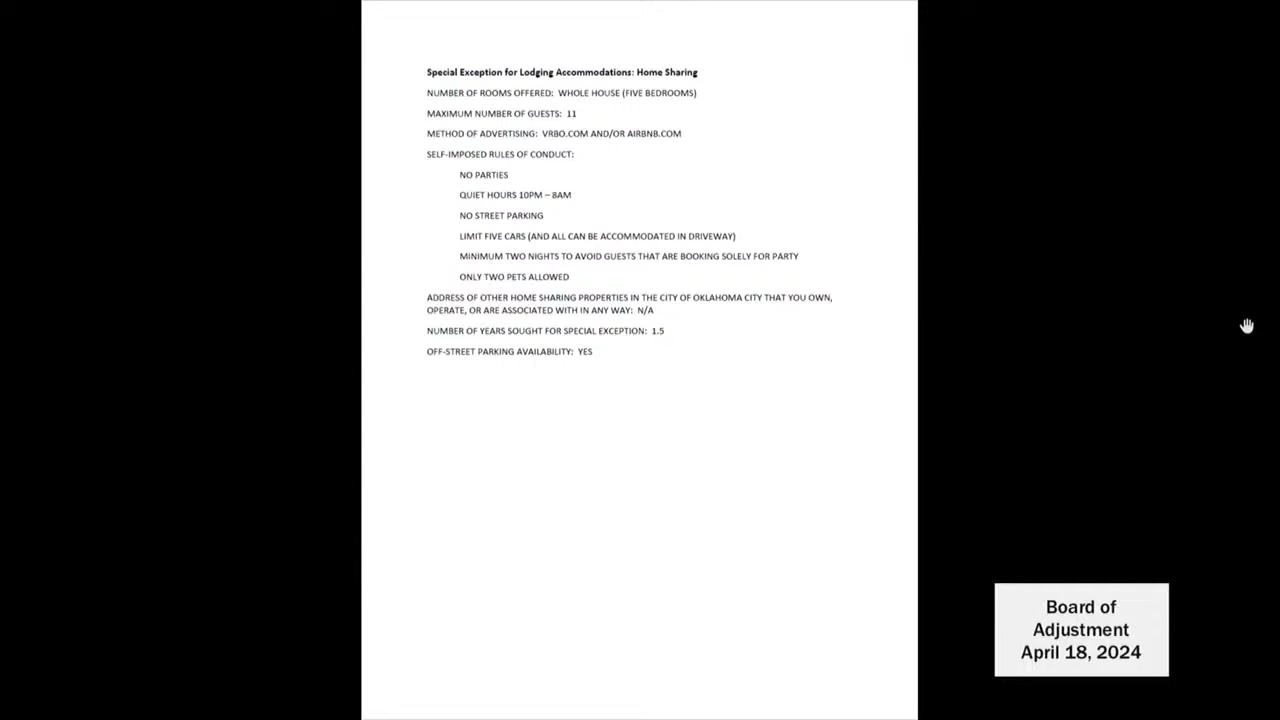 Special Exception for Lodging Accommodations: Home Sharing
NUMBER OF ROOMS OFFERED: WHOLE HOUSE (FIVE BEDROOMS)
MAXIMUM NUMBER OF GUESTS: 11
METHOD OF ADVERTISING: VRBO.COM AND/OR AIRBNB.COM
SELF-IMPOSED RULES OF CONDUCT:
NO PARTIES
QUIET HOURS 10PM – 8AM
NO STREET PARKING
LIMIT FIVE CARS (AND ALL CAN BE ACCOMMODATED IN DRIVEWAY)
MINIMUM TWO NIGHTS TO AVOID GUESTS THAT ARE BOOKING SOLELY FOR PARTY
ONLY TWO PETS ALLOWED
ADDRESS OF OTHER HOME SHARING PROPERTIES IN THE CITY OF OKLAHOMA CITY THAT YOU OWN,
OPERATE, OR ARE ASSOCIATED WITH IN ANY WAY: N/A
NUMBER OF YEARS SOUGHT FOR SPECIAL EXCEPTION: 1.5
OFF-STREET PARKING AVAILABILITY: YES
Board of
Adjustment
April 18, 2024